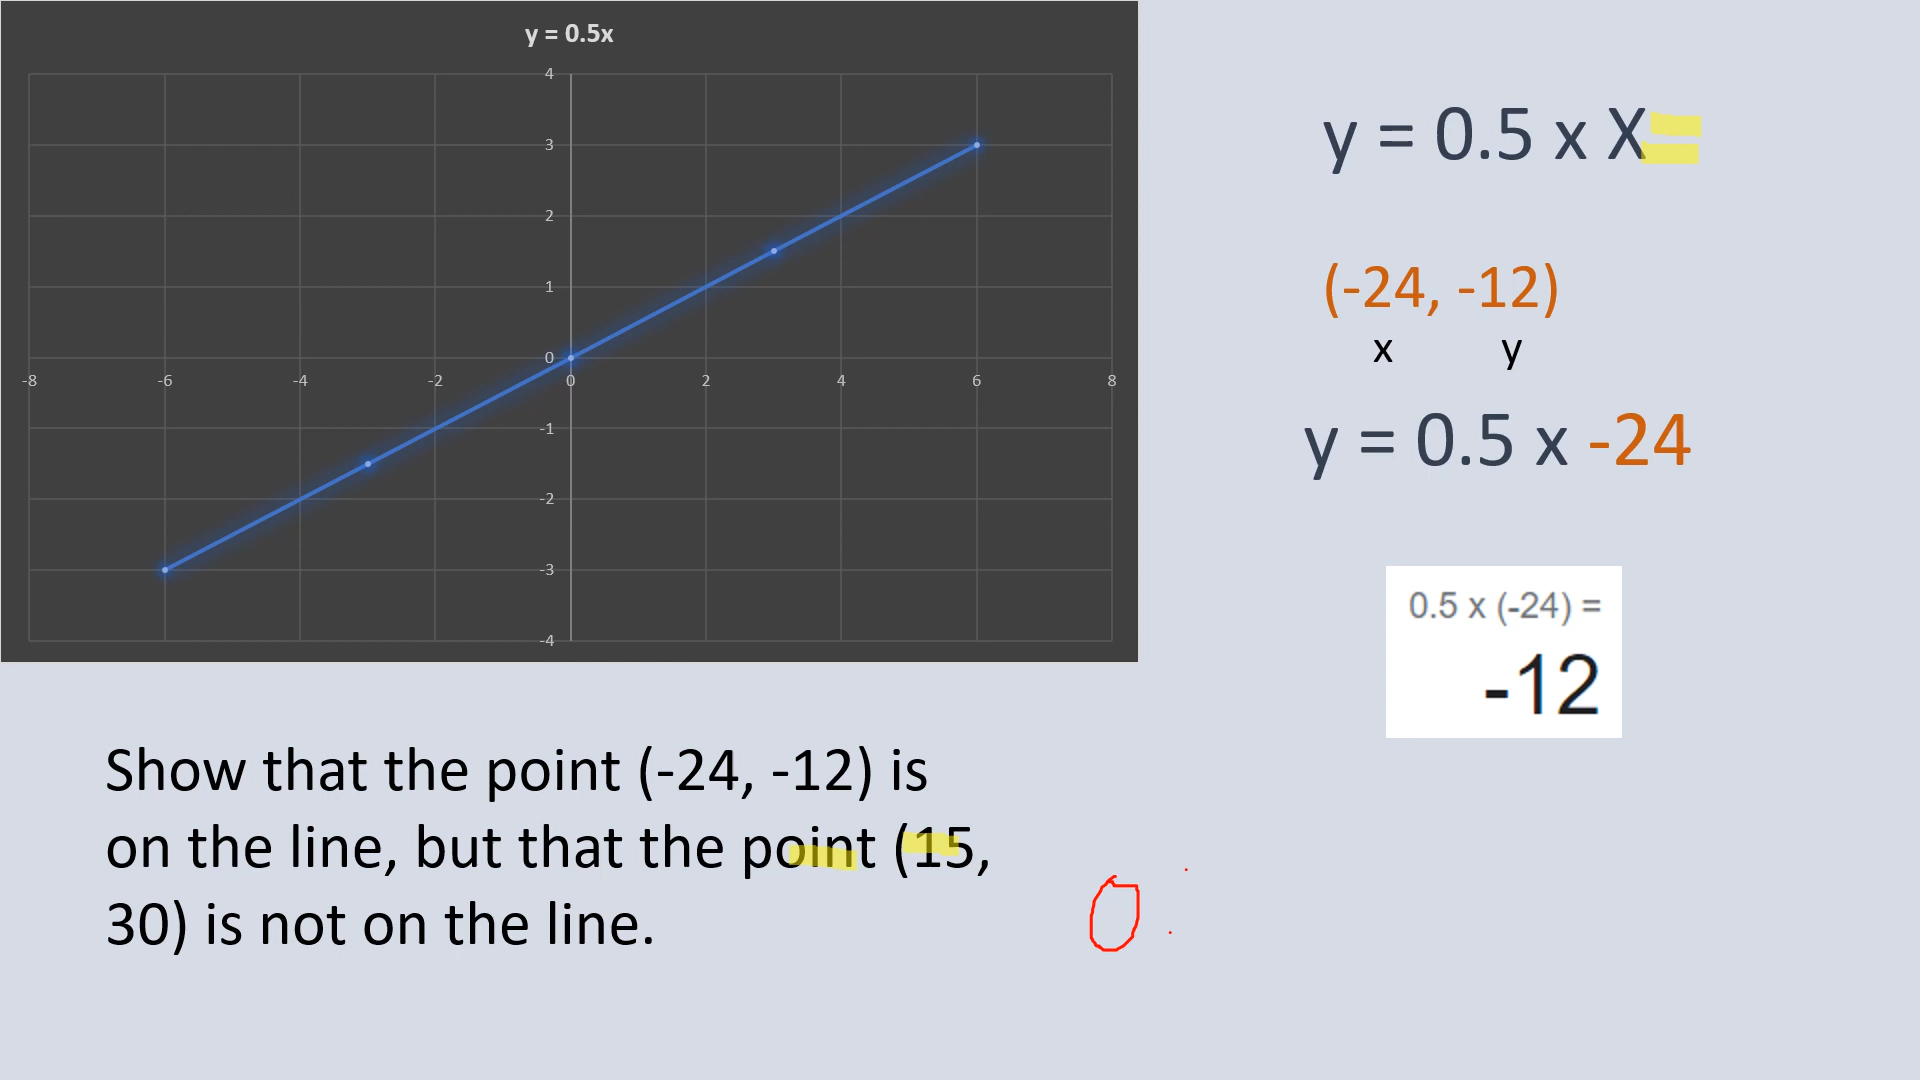 y = 0.5x
4
3
2
1
0
-8
-6
-4
-2
0
2
4
6
8
-1
-2
-3
-4
y = 0.5 x X
(-24, -12)
x y
y = 0.5 x -24
0.5 x (-24) =
-12
Show that the point (-24, -12) is
on the line, but that the point (15,
30) is not on the line.
0